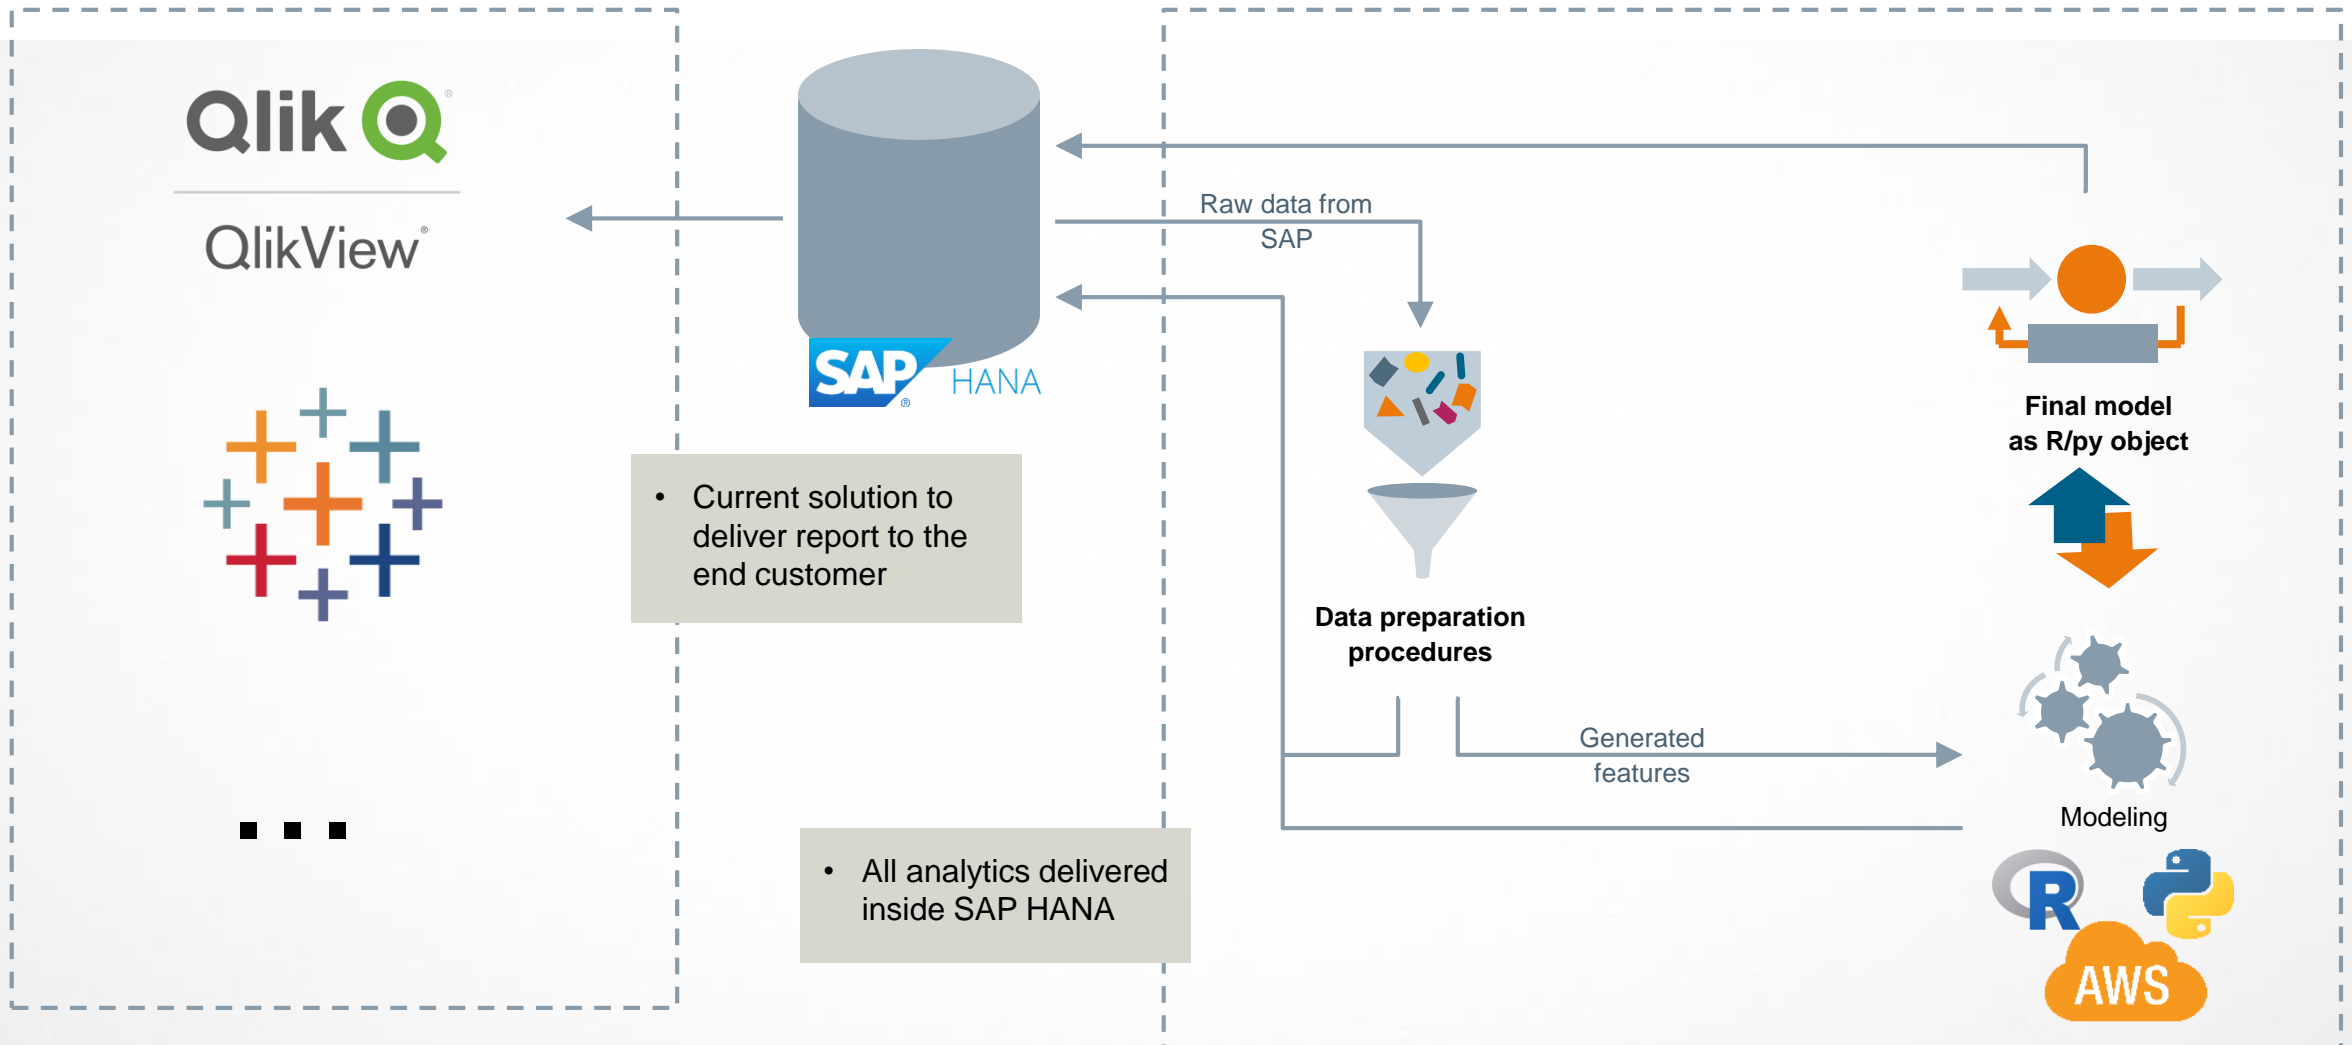 Qlik
QlikView
SAP
HANA
• Current solution to
deliver report to the
end customer
• All analytics delivered
inside SAP HANA
Raw data from
SAP
Data preparation
procedures
Generated
features
Final model
as R/py object
Modeling
R
AWS